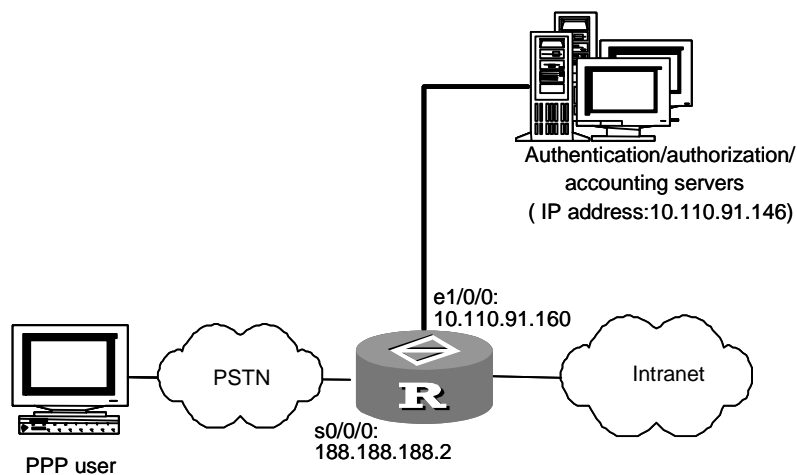 Authentication/authorization/
accounting servers
( IP address:10.110.91.146)
e1/0/0:
10.110.91.160
PSTN
Intranet
R
s0/0/0:
188.188.188.2
PPP user